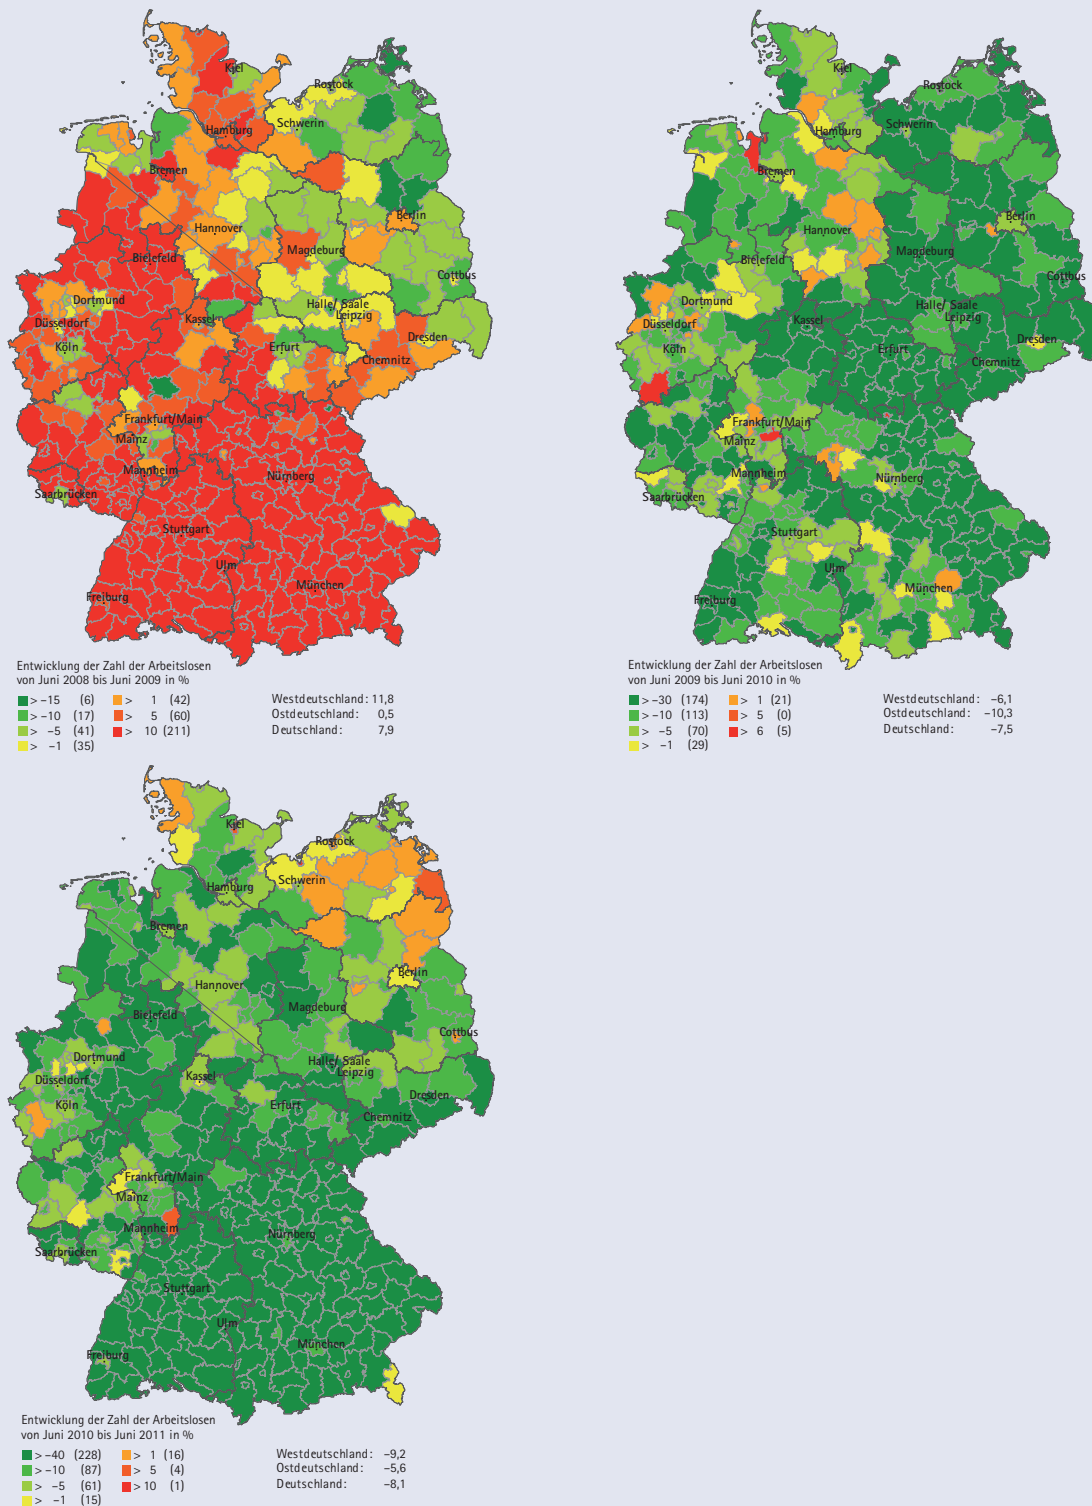 Kiel
Rostock
Hamburg
Schwerin
Bremen
Berlin
Hannover
Magdeburg
Bielefeld
Cottbus
Dortmund
Halle/ Saale
Leipzig
Düsseldorf
Kassel
Dresden
Köln
Erfurt
Chemnitz
Frankfurt/Main
Mainz
Mannheim
Nürnberg
Saarbrücken
Stuttgart
Ulm
München
Freiburg
Entwicklung der Zahl der Arbeitslosen
von Juni 2008 bis Juni 2009 in %
> −15 (6) > 1 (42)
> −10 (17) > 5 (60)
> −5 (41) > 10 (211)
> −1 (35)
Westdeutschland: 11,8
Ostdeutschland: 0,5
Deutschland: 7,9
Kiel
Rostock
Schwerin
Hamburg
Bremen
Berlin
Hannover
Magdeburg
Bielefeld
Cottbus
Dortmund
Halle/ Saale
Leipzig
Düsseldorf
Kassel
Dresden
Köln
Erfurt
Chemnitz
Frankfurt/Main
Mainz
Mannheim
Nürnberg
Saarbrücken
Stuttgart
Ulm
München
Freiburg
Entwicklung der Zahl der Arbeitslosen
von Juni 2009 bis Juni 2010 in %
> −30 (174) > 1 (21)
> −10 (113) > 5 (0)
> −5 (70) > 6 (5)
> −1 (29)
Westdeutschland: −6,1
Ostdeutschland: −10,3
Deutschland: −7,5
Kiel
Rostock
Schwerin
Hamburg
Bremen
Berlin
Hannover
Magdeburg
Bielefeld
Cottbus
Dortmund
Halle/ Saale
Leipzig
Düsseldorf
Kassel
Dresden
Köln
Erfurt
Chemnitz
Frankfurt/Main
Mainz
Mannheim
Nürnberg
Saarbrücken
Stuttgart
Ulm
München
Freiburg
Entwicklung der Zahl der Arbeitslosen
von Juni 2010 bis Juni 2011 in %
> −40 (228) > 1 (16)
> −10 (87) > 5 (4)
> −5 (61) > 10 (1)
> −1 (15)
Westdeutschland: −9,2
Ostdeutschland: −5,6
Deutschland: −8,1